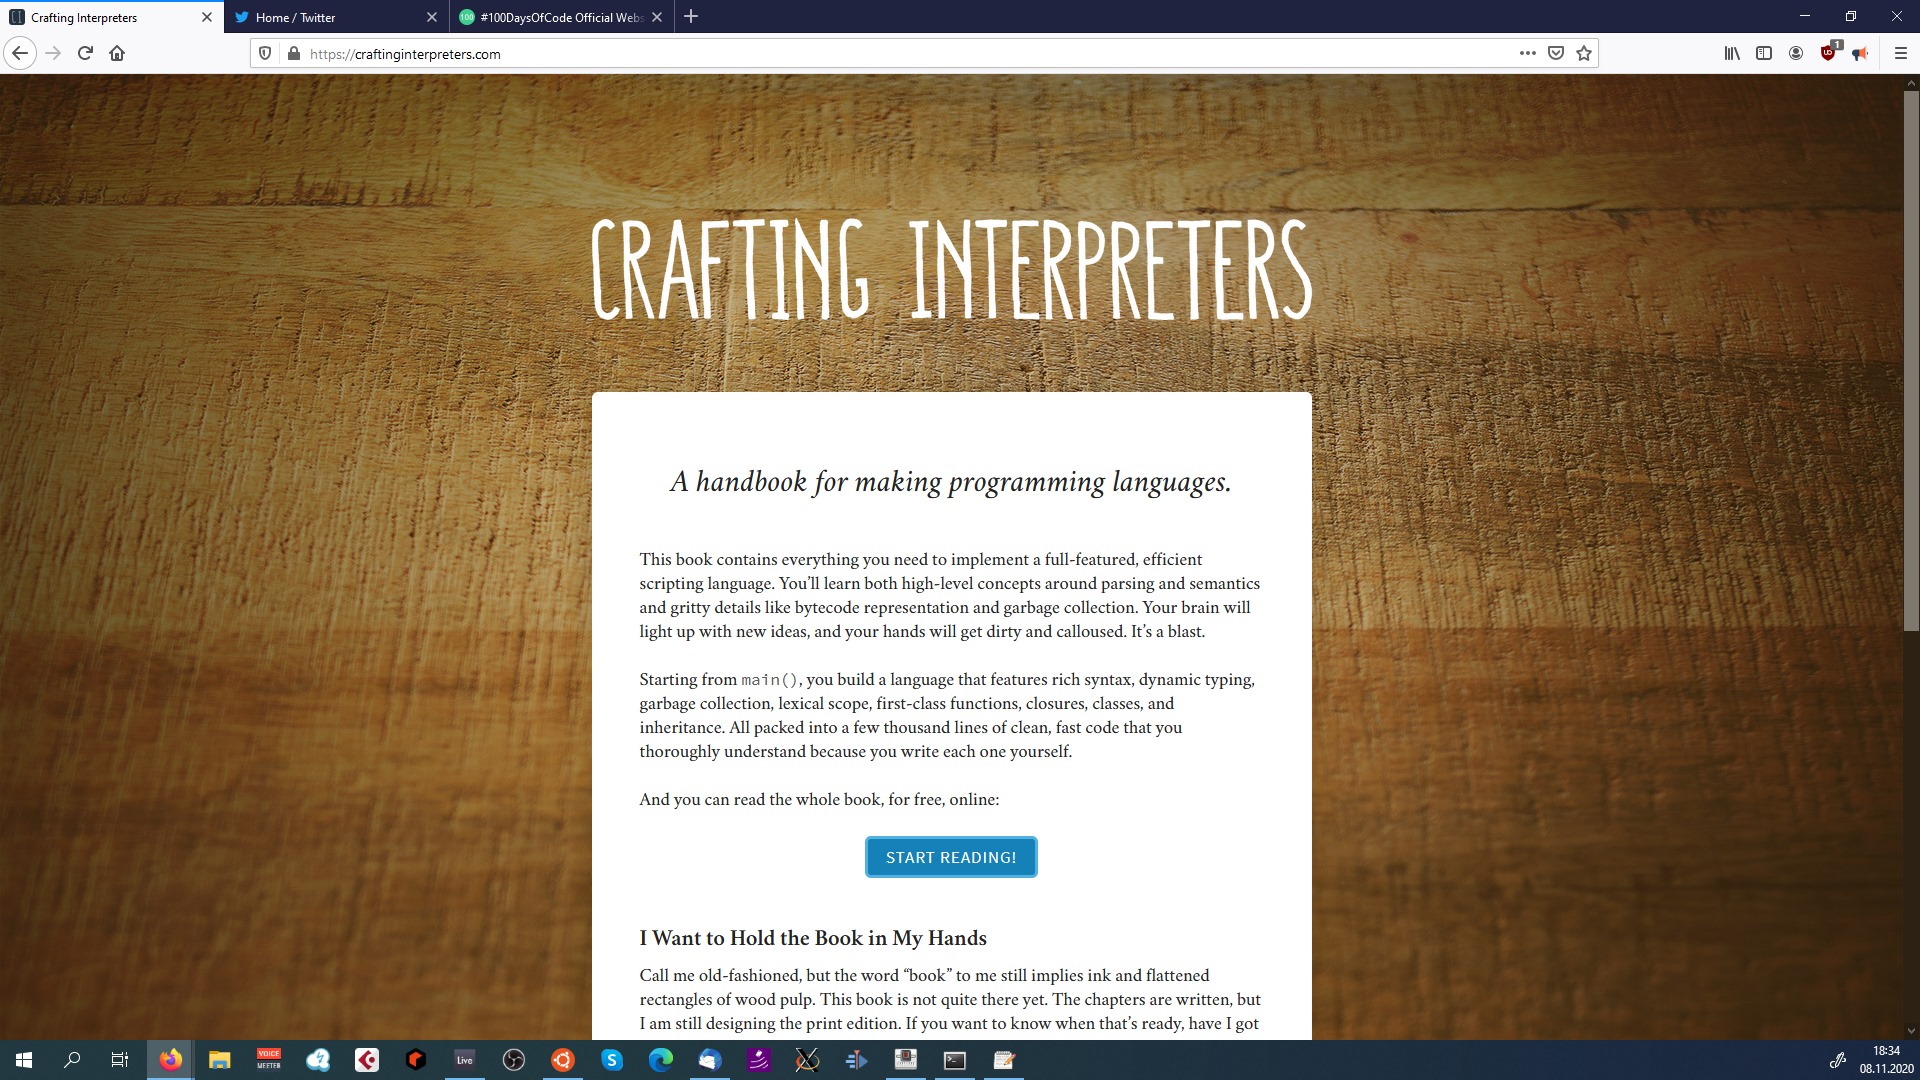 Crafting Interpreters
Home / Twitter
100
#100DaysOfCode Official Webs
https://craftinginterpreters.com
1
CRAFTING INTERPRETERS
A handbook for making programming languages.
This book contains everything you need to implement a full-featured, efficient
scripting language. You’ll learn both high-level concepts around parsing and semantics
and gritty details like bytecode representation and garbage collection. Your brain will
light up with new ideas, and your hands will get dirty and calloused. It’s a blast.
Starting from main(), you build a language that features rich syntax, dynamic typing,
garbage collection, lexical scope, first-class functions, closures, classes, and
inheritance. All packed into a few thousand lines of clean, fast code that you
thoroughly understand because you write each one yourself.
And you can read the whole book, for free, online:
START READING!
I Want to Hold the Book in My Hands
Call me old-fashioned, but the word “book” to me still implies ink and flattened
rectangles of wood pulp. This book is not quite there yet. The chapters are written, but
I am still designing the print edition. If you want to know when that’s ready, have I got
VOICE
MEETER
Live
18:34
08.11.2020